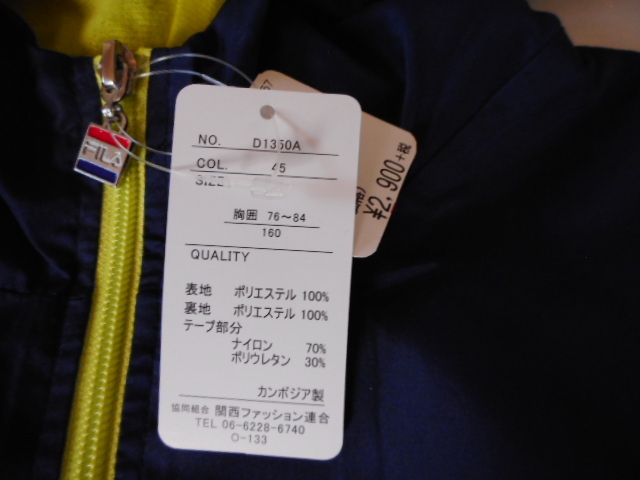 FILA
NO. D1350A
COL. 45
SIZE
胸囲 76～84
160
QUALITY
表地 ポリエステル 100%
裏地 ポリエステル 100%
テープ部分
ナイロン 70%
ポリウレタン 30%
カンボジア製
協同組合 関西ファッション連合
TEL 06-6228-6740
O-133
¥2,900+税